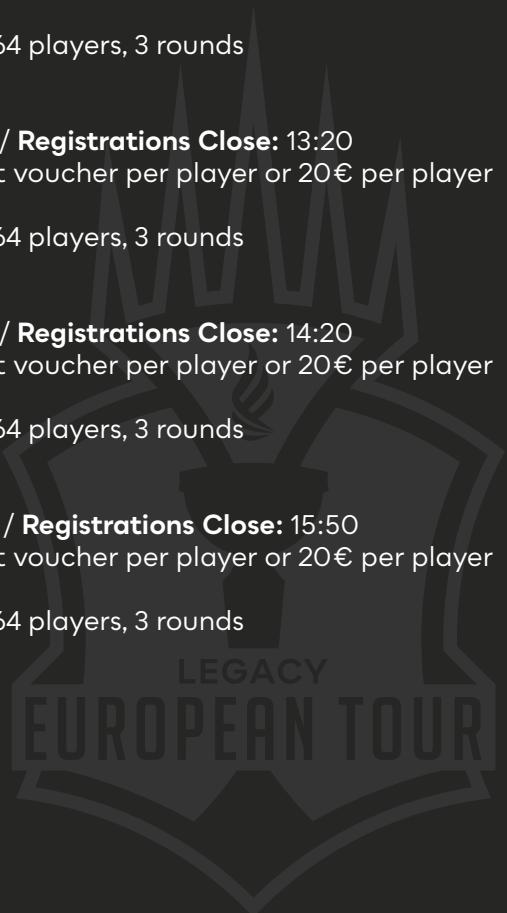 64 players, 3 rounds
/ Registrations Close: 13:20
voucher per player or 20€ per player
64 players, 3 rounds
/ Registrations Close: 14:20
voucher per player or 20€ per player
64 players, 3 rounds
/ Registrations Close: 15:50
voucher per player or 20€ per player
64 players, 3 rounds
LEGACY
EUROPEAN TOUR